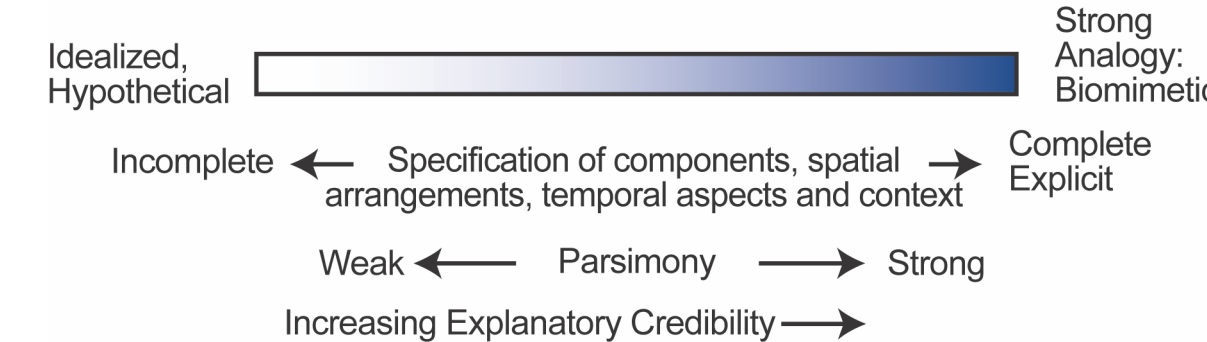 Idealized,
Hypothetical
Strong
Analogy:
Biomimetic
Incomplete
Specification of components, spatial
arrangements, temporal aspects and context
Complete
Explicit
Weak
Parsimony
Strong
Increasing Explanatory Credibility